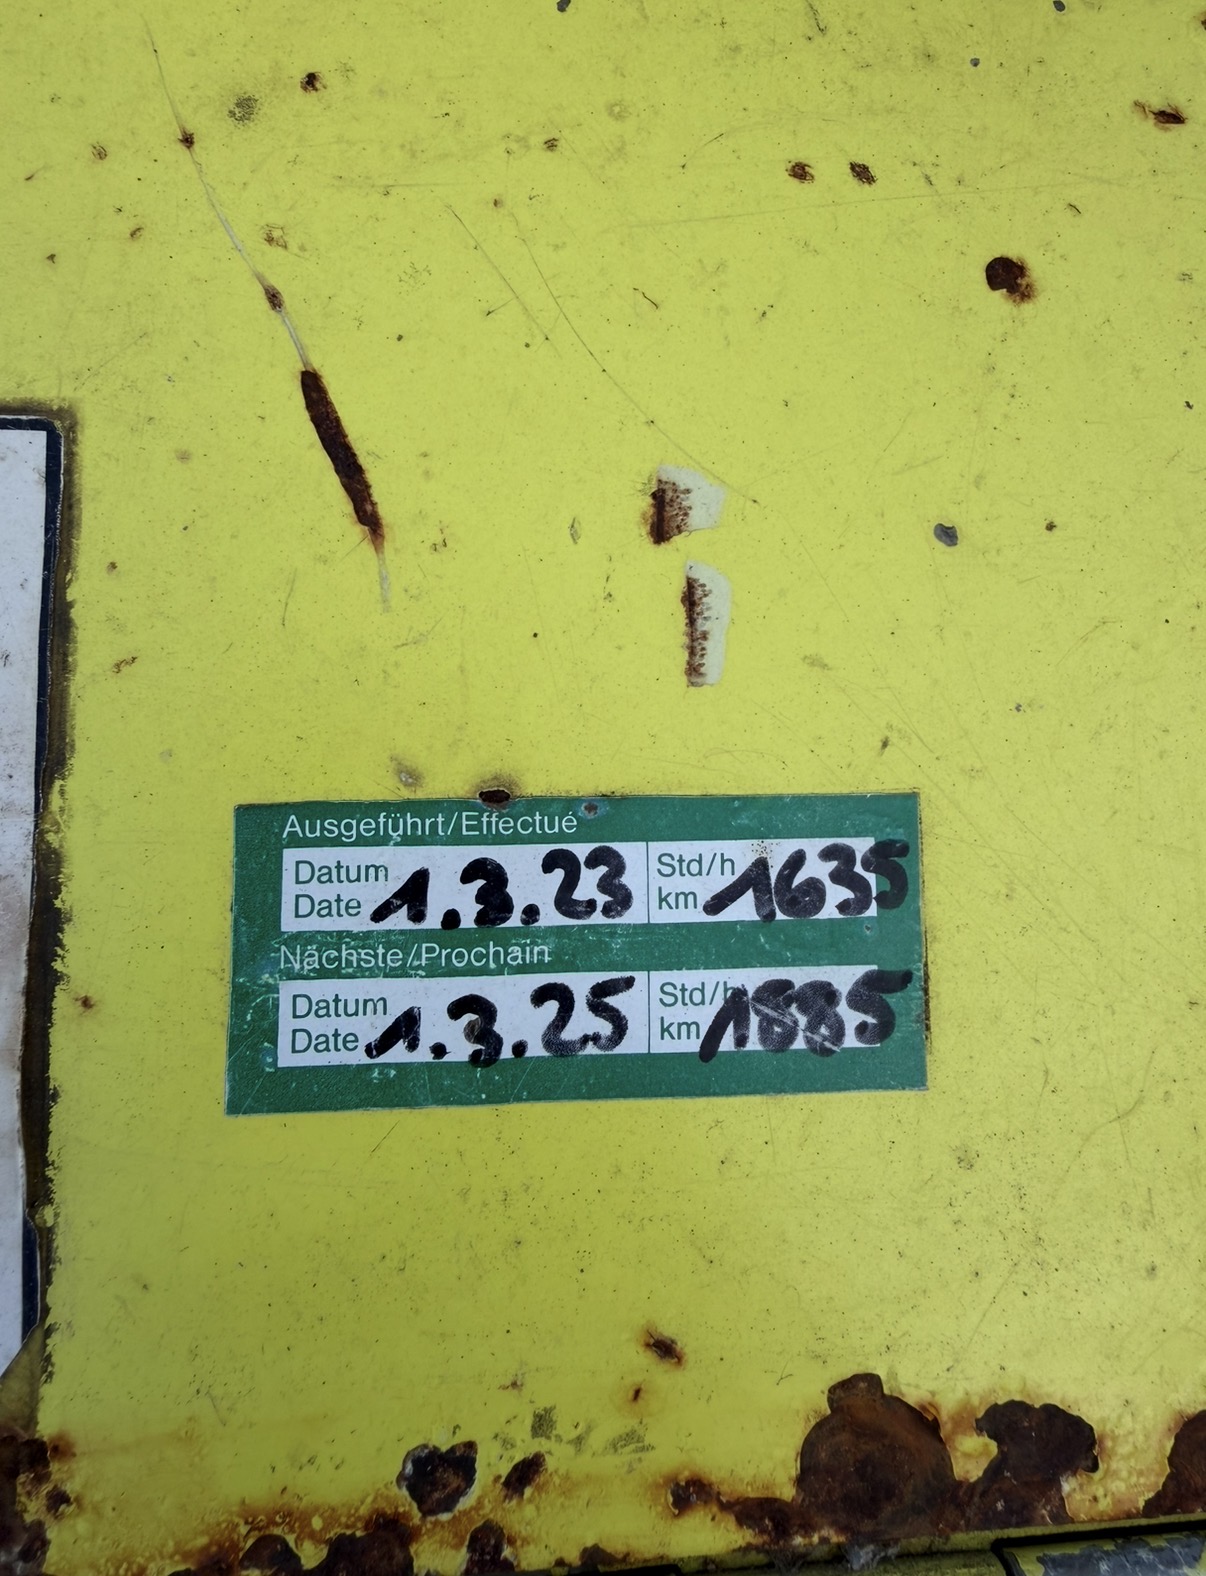 Ausgeführt/Effectué
Datum
Date 1.3.23 Std/h km 1635
Nächste/Prochain
Datum
Date 1.3.25 Std/h km 1885